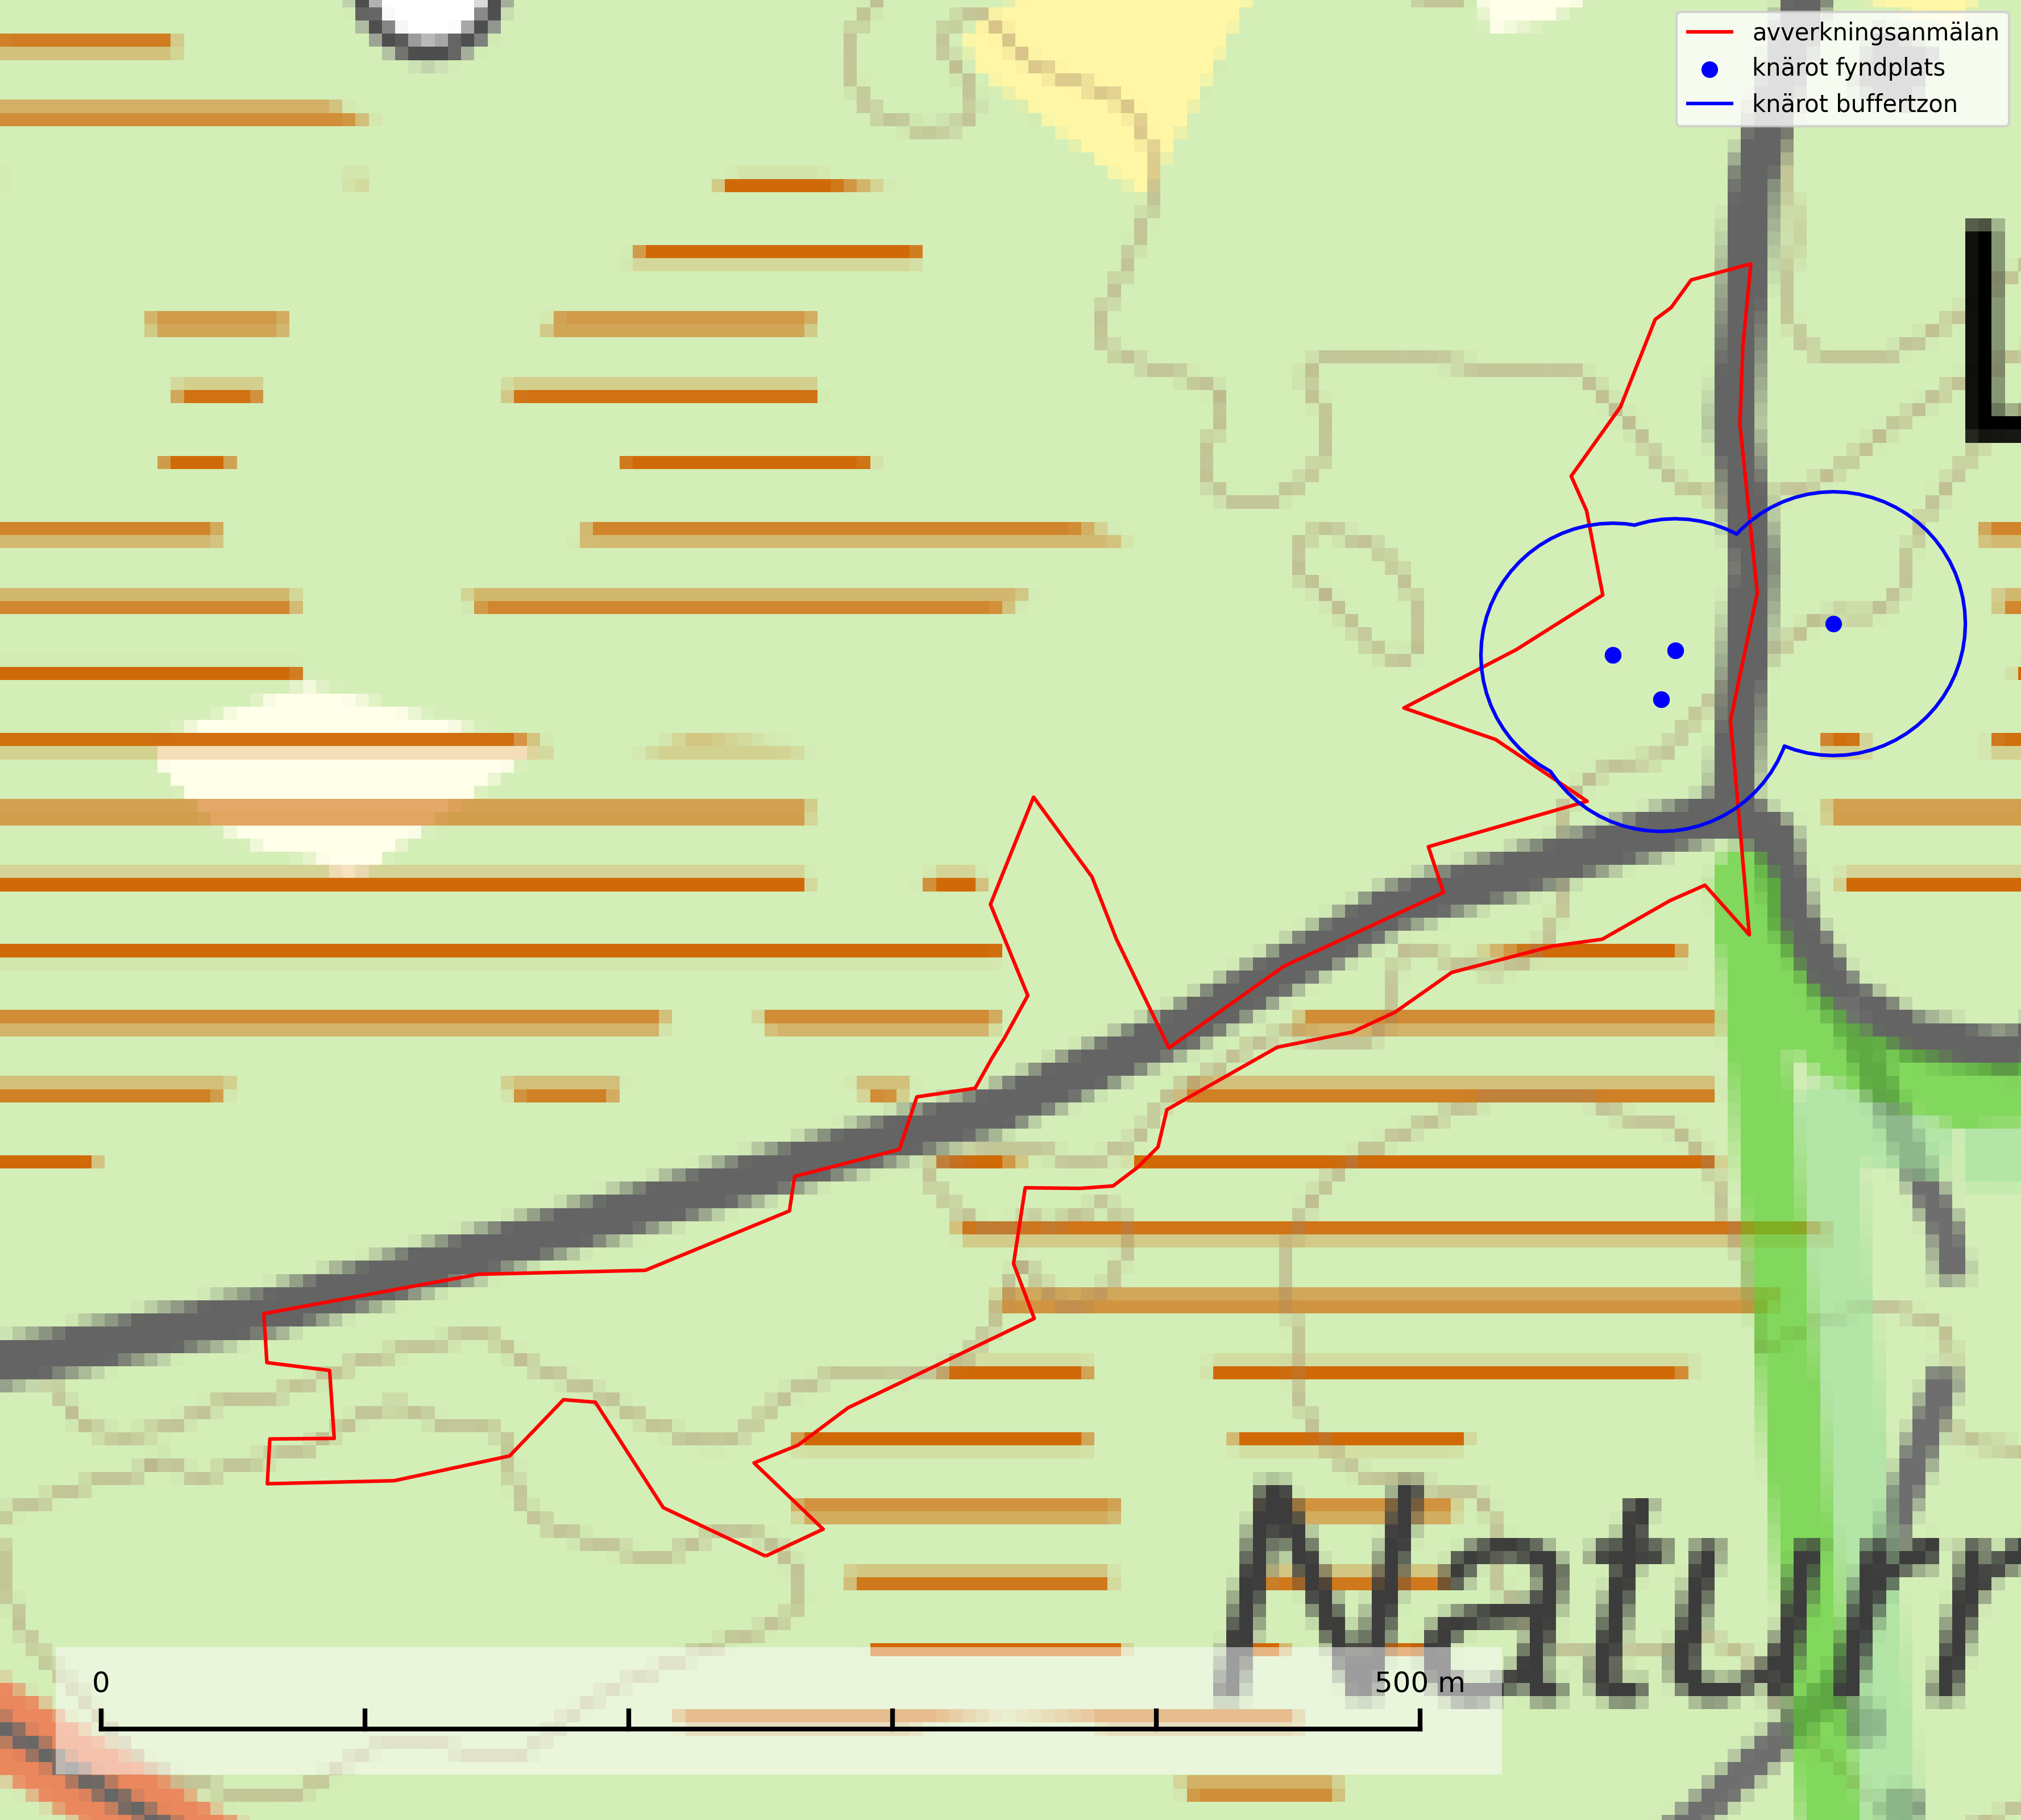 avverkningsanmälan
knärot fyndplats
knärot buffertzon
L
Naturr
0 500 m